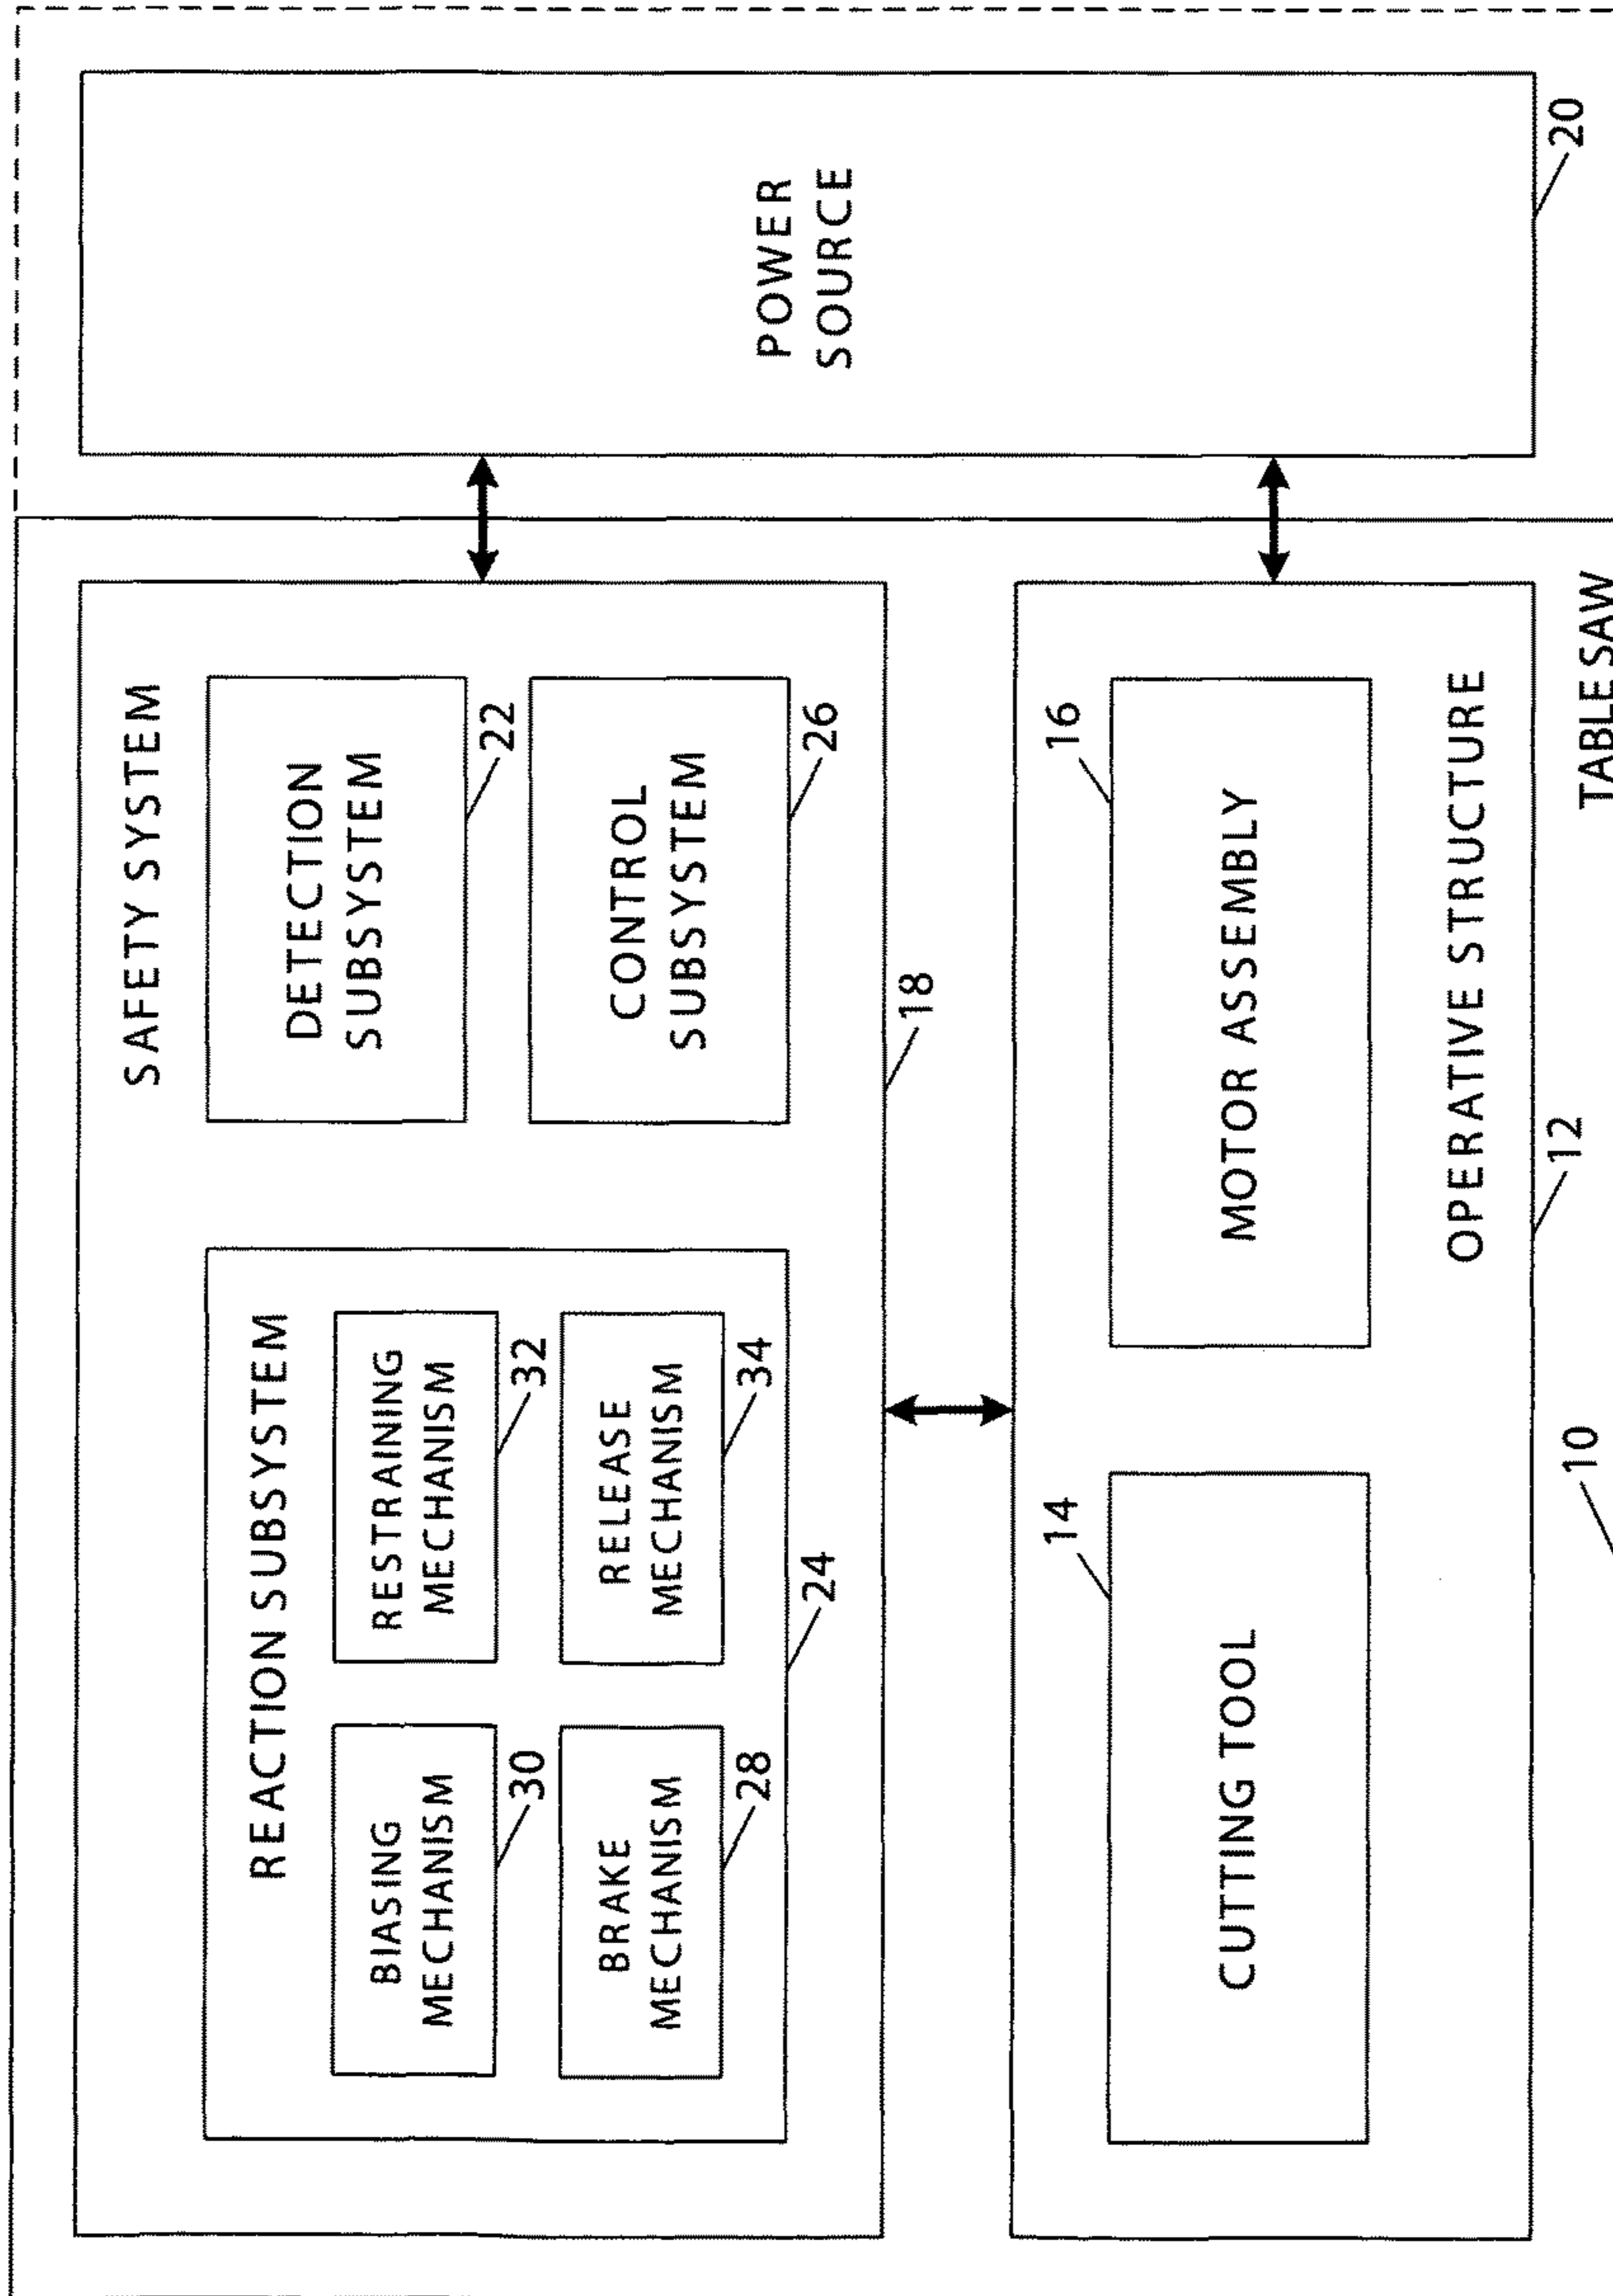 SAFETY SYSTEM
REACTION SUBSYSTEM
BIASING
MECHANISM
30
RESTRAINING
MECHANISM
32
BRAKE
MECHANISM
28
RELEASE
MECHANISM
34
24
DETECTION
SUBSYSTEM
22
CONTROL
SUBSYSTEM
26
18
14
CUTTING TOOL
16
MOTOR ASSEMBLY
OPERATIVE STRUCTURE
12
10
TABLE SAW
POWER
SOURCE
20